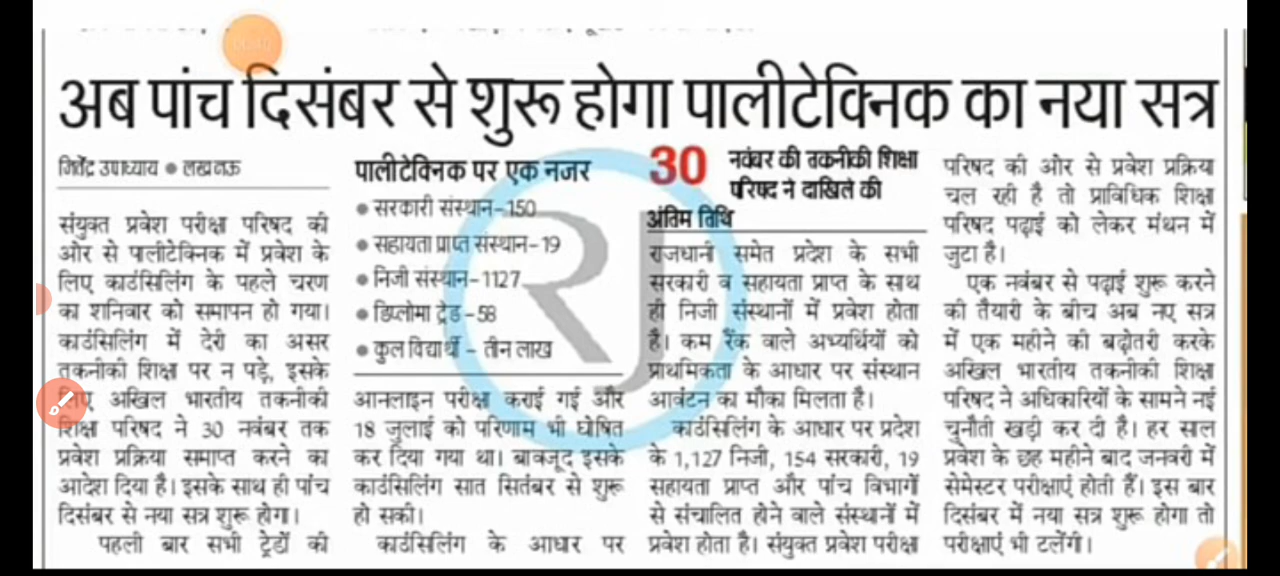 अब पांच दिसंबर से शुरू होगा पालीटेक्निक का नया सत्र
जितेंद्र उपाध्याय ● लखनऊ
संयुक्त प्रवेश परीक्षा परिषद की
ओर से पालीटेक्निक में प्रवेश के
लिए काउंसिलिंग के पहले चरण
का शनिवार को समापन हो गया।
काउंसिलिंग में देरी का असर
तकनीकी शिक्षा पर न पड़े, इसके
लिए अखिल भारतीय तकनीकी
शिक्षा परिषद ने 30 नवंबर तक
प्रवेश प्रक्रिया समाप्त करने का
आदेश दिया है। इसके साथ ही पांच
दिसंबर से नया सत्र शुरू होगा।
पहली बार सभी ट्रेडों की
पालीटेक्निक पर एक नजर
● सरकारी संस्थान-150
● सहायता प्राप्त संस्थान-19
● निजी संस्थान-1127
● डिप्लोमा ट्रेड-58
● कुल विद्यार्थी - तीन लाख
आनलाइन परीक्षा कराई गई और
18 जुलाई को परिणाम भी घोषित
कर दिया गया था। बावजूद इसके
काउंसिलिंग सात सितंबर से शुरू
हो सकी।
काउंसिलिंग के आधार पर
30 नवंबर की तकनीकी शिक्षा
परिषद ने दाखिले की
अंतिम तिथि
राजधानी समेत प्रदेश के सभी
सरकारी व सहायता प्राप्त के साथ
ही निजी संस्थानों में प्रवेश होता
है। कम रैंक वाले अभ्यर्थियों को
प्राथमिकता के आधार पर संस्थान
आवंटन का मौका मिलता है।
काउंसिलिंग के आधार पर प्रदेश
के 1,127 निजी, 154 सरकारी, 19
सहायता प्राप्त और पांच विभागों
से संचालित होने वाले संस्थानों में
प्रवेश होता है। संयुक्त प्रवेश परीक्षा
परिषद की ओर से प्रवेश प्रक्रिया
चल रही है तो प्राविधिक शिक्षा
परिषद पढ़ाई को लेकर मंथन में
जुटा है।
एक नवंबर से पढ़ाई शुरू करने
की तैयारी के बीच अब नए सत्र
में एक महीने की बढ़ोतरी करके
अखिल भारतीय तकनीकी शिक्षा
परिषद ने अधिकारियों के सामने नई
चुनौती खड़ी कर दी है। हर साल
प्रवेश के छह महीने बाद जनवरी में
सेमेस्टर परीक्षाएं होती हैं। इस बार
दिसंबर में नया सत्र शुरू होगा तो
परीक्षाएं भी टलेंगी।
RJ